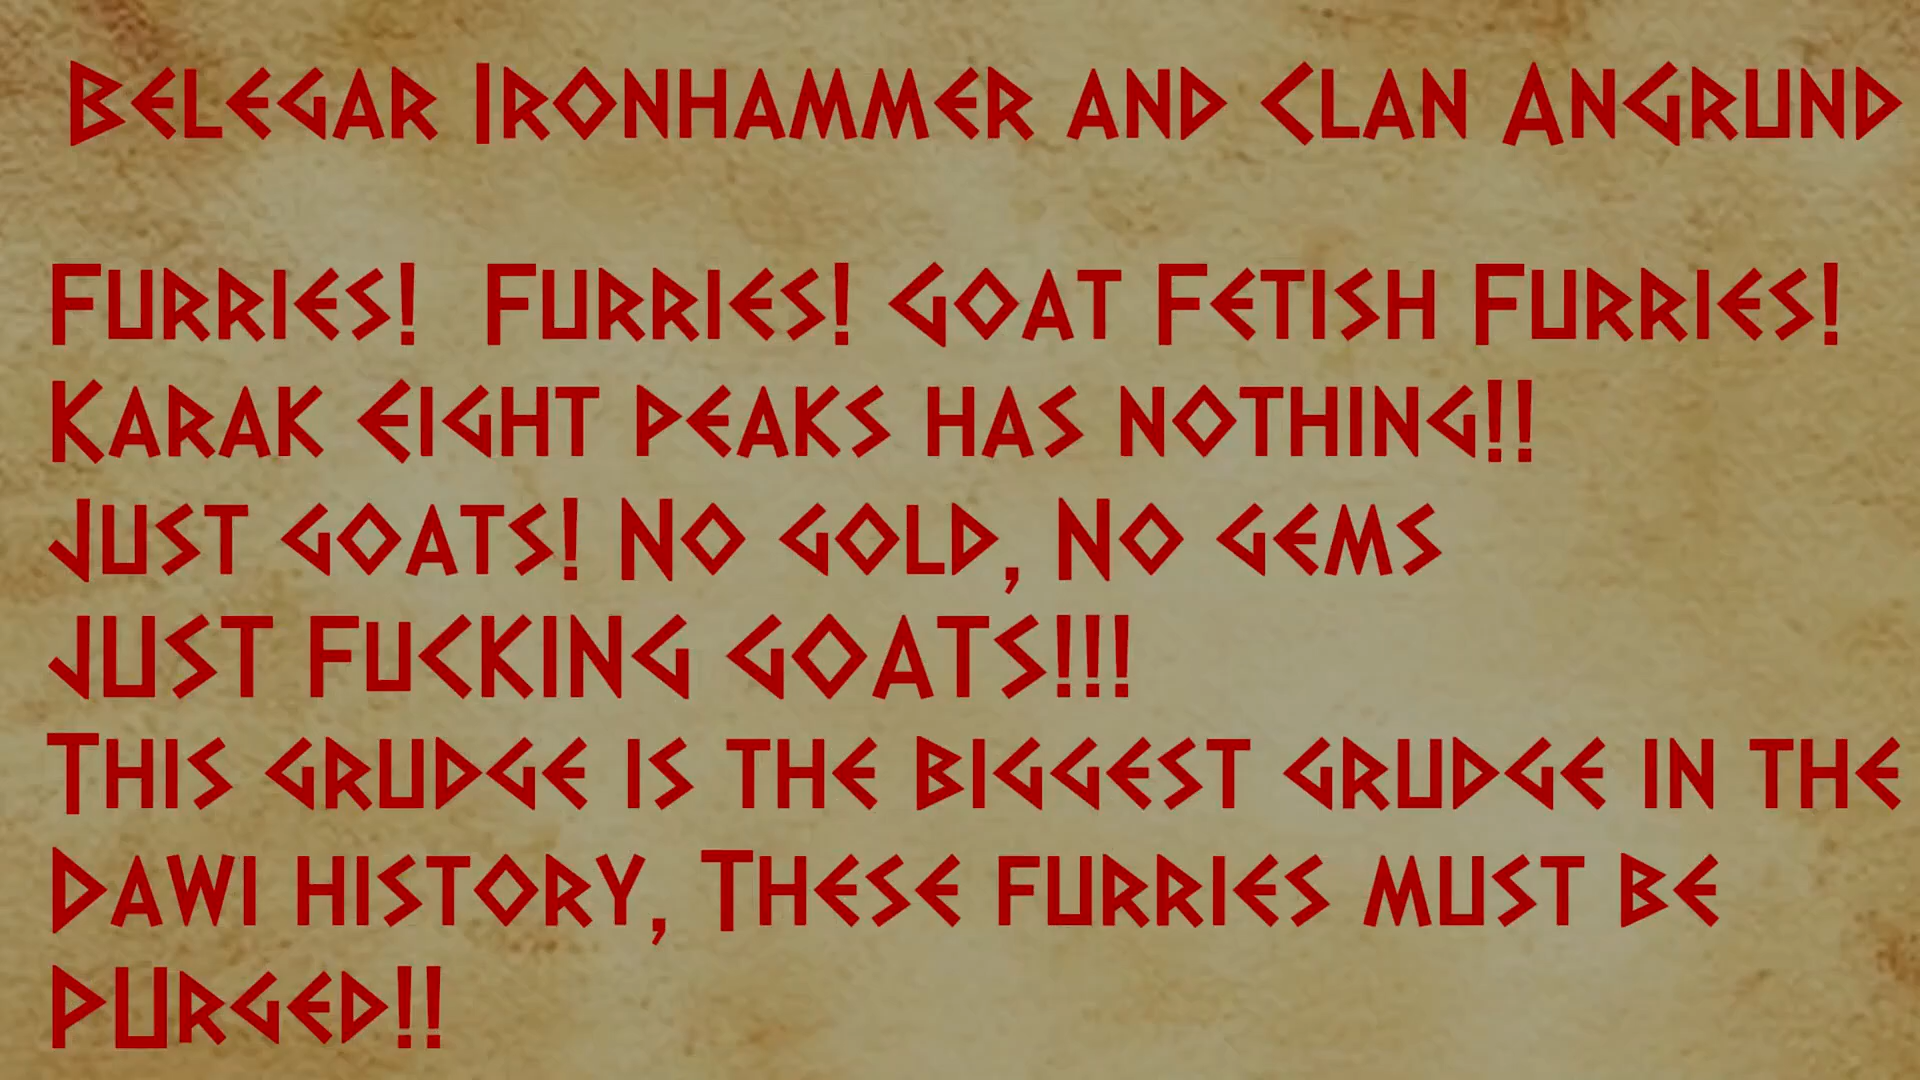 Belegar Ironhammer and Clan AnGrund
Furries! Furries! Goat Fetish Furries!
Karak Eight peaks has nothing!!
Just goats! No gold, No gems
JUST FuCKING GOATS!!!
This grudge is the biggest grudge in the
Dawi history, These furries must be
PUrged!!